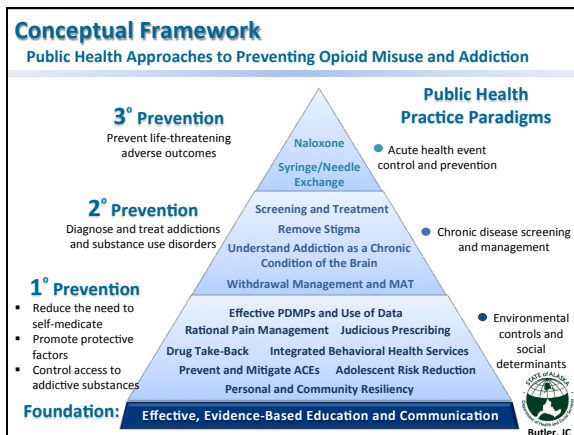 Conceptual Framework
Public Health Approaches to Preventing Opioid Misuse and Addiction
3° Prevention
Prevent life-threatening
adverse outcomes
Naloxone
Syringe/Needle
Exchange
Public Health
Practice Paradigms
Acute health event
control and prevention
2° Prevention
Diagnose and treat addictions
and substance use disorders
Screening and Treatment
Remove Stigma
Understand Addiction as a Chronic
Condition of the Brain
Withdrawal Management and MAT
Chronic disease screening
and management
1° Prevention
Reduce the need to
self-medicate
Promote protective
factors
Control access to
addictive substances
Effective PDMPs and Use of Data
Rational Pain Management Judicious Prescribing
Drug Take-Back Integrated Behavioral Health Services
Prevent and Mitigate ACEs Adolescent Risk Reduction
Personal and Community Resiliency
Environmental
controls and
social
determinants
Foundation: Effective, Evidence-Based Education and Communication
STATE of ALASKA
Department of Health and Social Services
Butler, JC